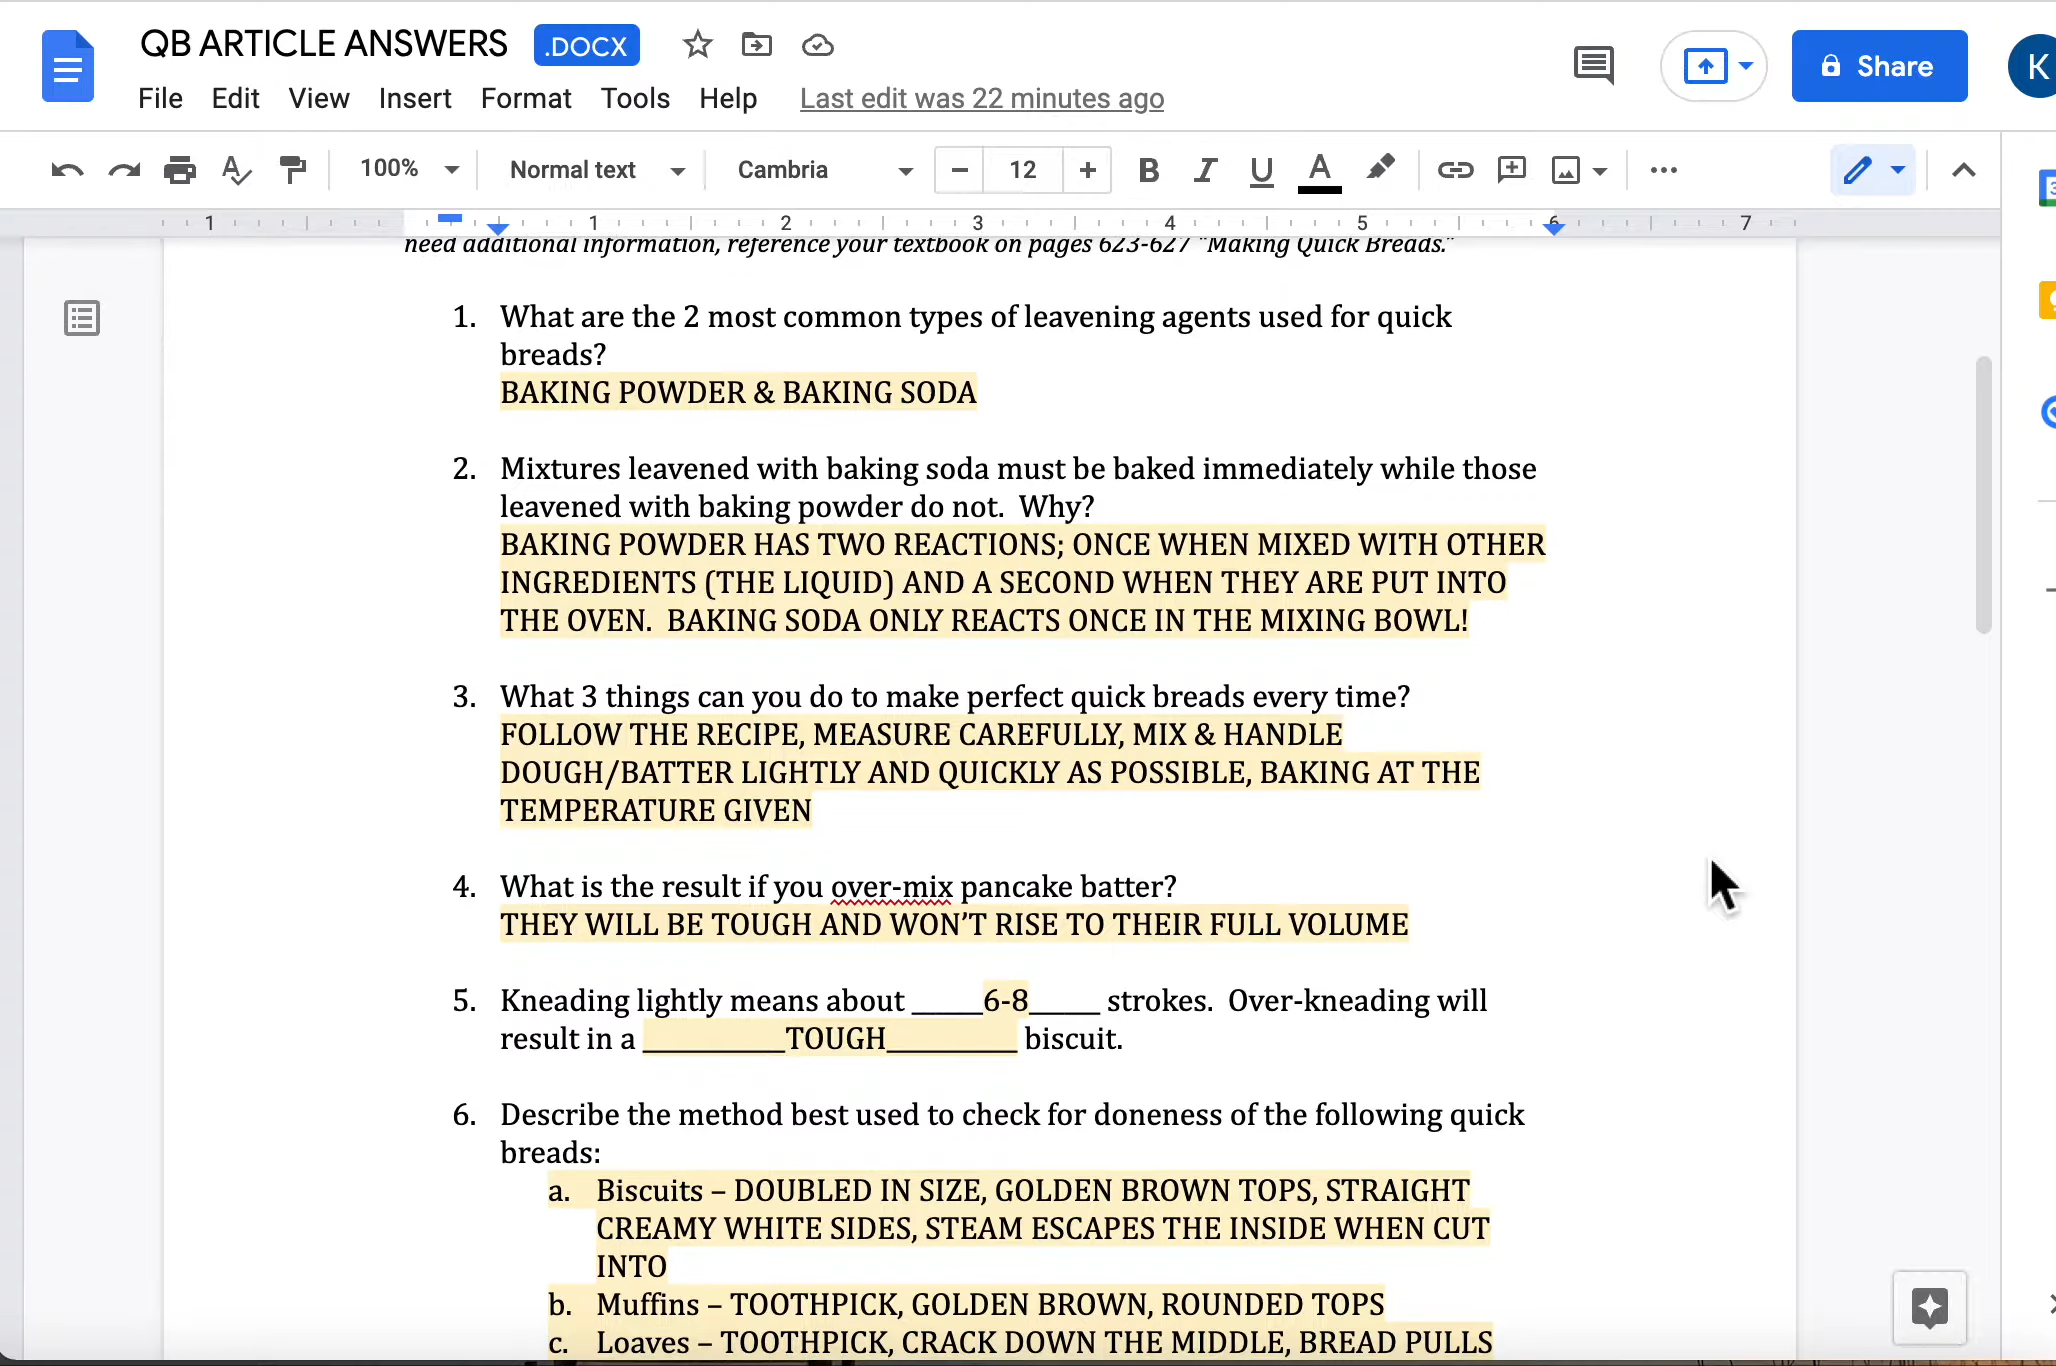 QB ARTICLE ANSWERS .DOCX
File Edit View Insert Format Tools Help Last edit was 22 minutes ago
Share
K
100% Normal text Cambria − 12 + B I U A
1 1 2 3 4 5 6 7
need additional information, reference your textbook on pages 623-627 "Making Quick Breads."
1. What are the 2 most common types of leavening agents used for quick
breads?
BAKING POWDER & BAKING SODA
2. Mixtures leavened with baking soda must be baked immediately while those
leavened with baking powder do not.  Why?
BAKING POWDER HAS TWO REACTIONS; ONCE WHEN MIXED WITH OTHER
INGREDIENTS (THE LIQUID) AND A SECOND WHEN THEY ARE PUT INTO
THE OVEN.  BAKING SODA ONLY REACTS ONCE IN THE MIXING BOWL!
3. What 3 things can you do to make perfect quick breads every time?
FOLLOW THE RECIPE, MEASURE CAREFULLY, MIX & HANDLE
DOUGH/BATTER LIGHTLY AND QUICKLY AS POSSIBLE, BAKING AT THE
TEMPERATURE GIVEN
4. What is the result if you over-mix pancake batter?
THEY WILL BE TOUGH AND WON’T RISE TO THEIR FULL VOLUME
5. Kneading lightly means about _____6-8_____ strokes.  Over-kneading will
result in a __________TOUGH_________ biscuit.
6. Describe the method best used to check for doneness of the following quick
breads:
a. Biscuits – DOUBLED IN SIZE, GOLDEN BROWN TOPS, STRAIGHT
CREAMY WHITE SIDES, STEAM ESCAPES THE INSIDE WHEN CUT
INTO
b. Muffins – TOOTHPICK, GOLDEN BROWN, ROUNDED TOPS
c. Loaves – TOOTHPICK, CRACK DOWN THE MIDDLE, BREAD PULLS